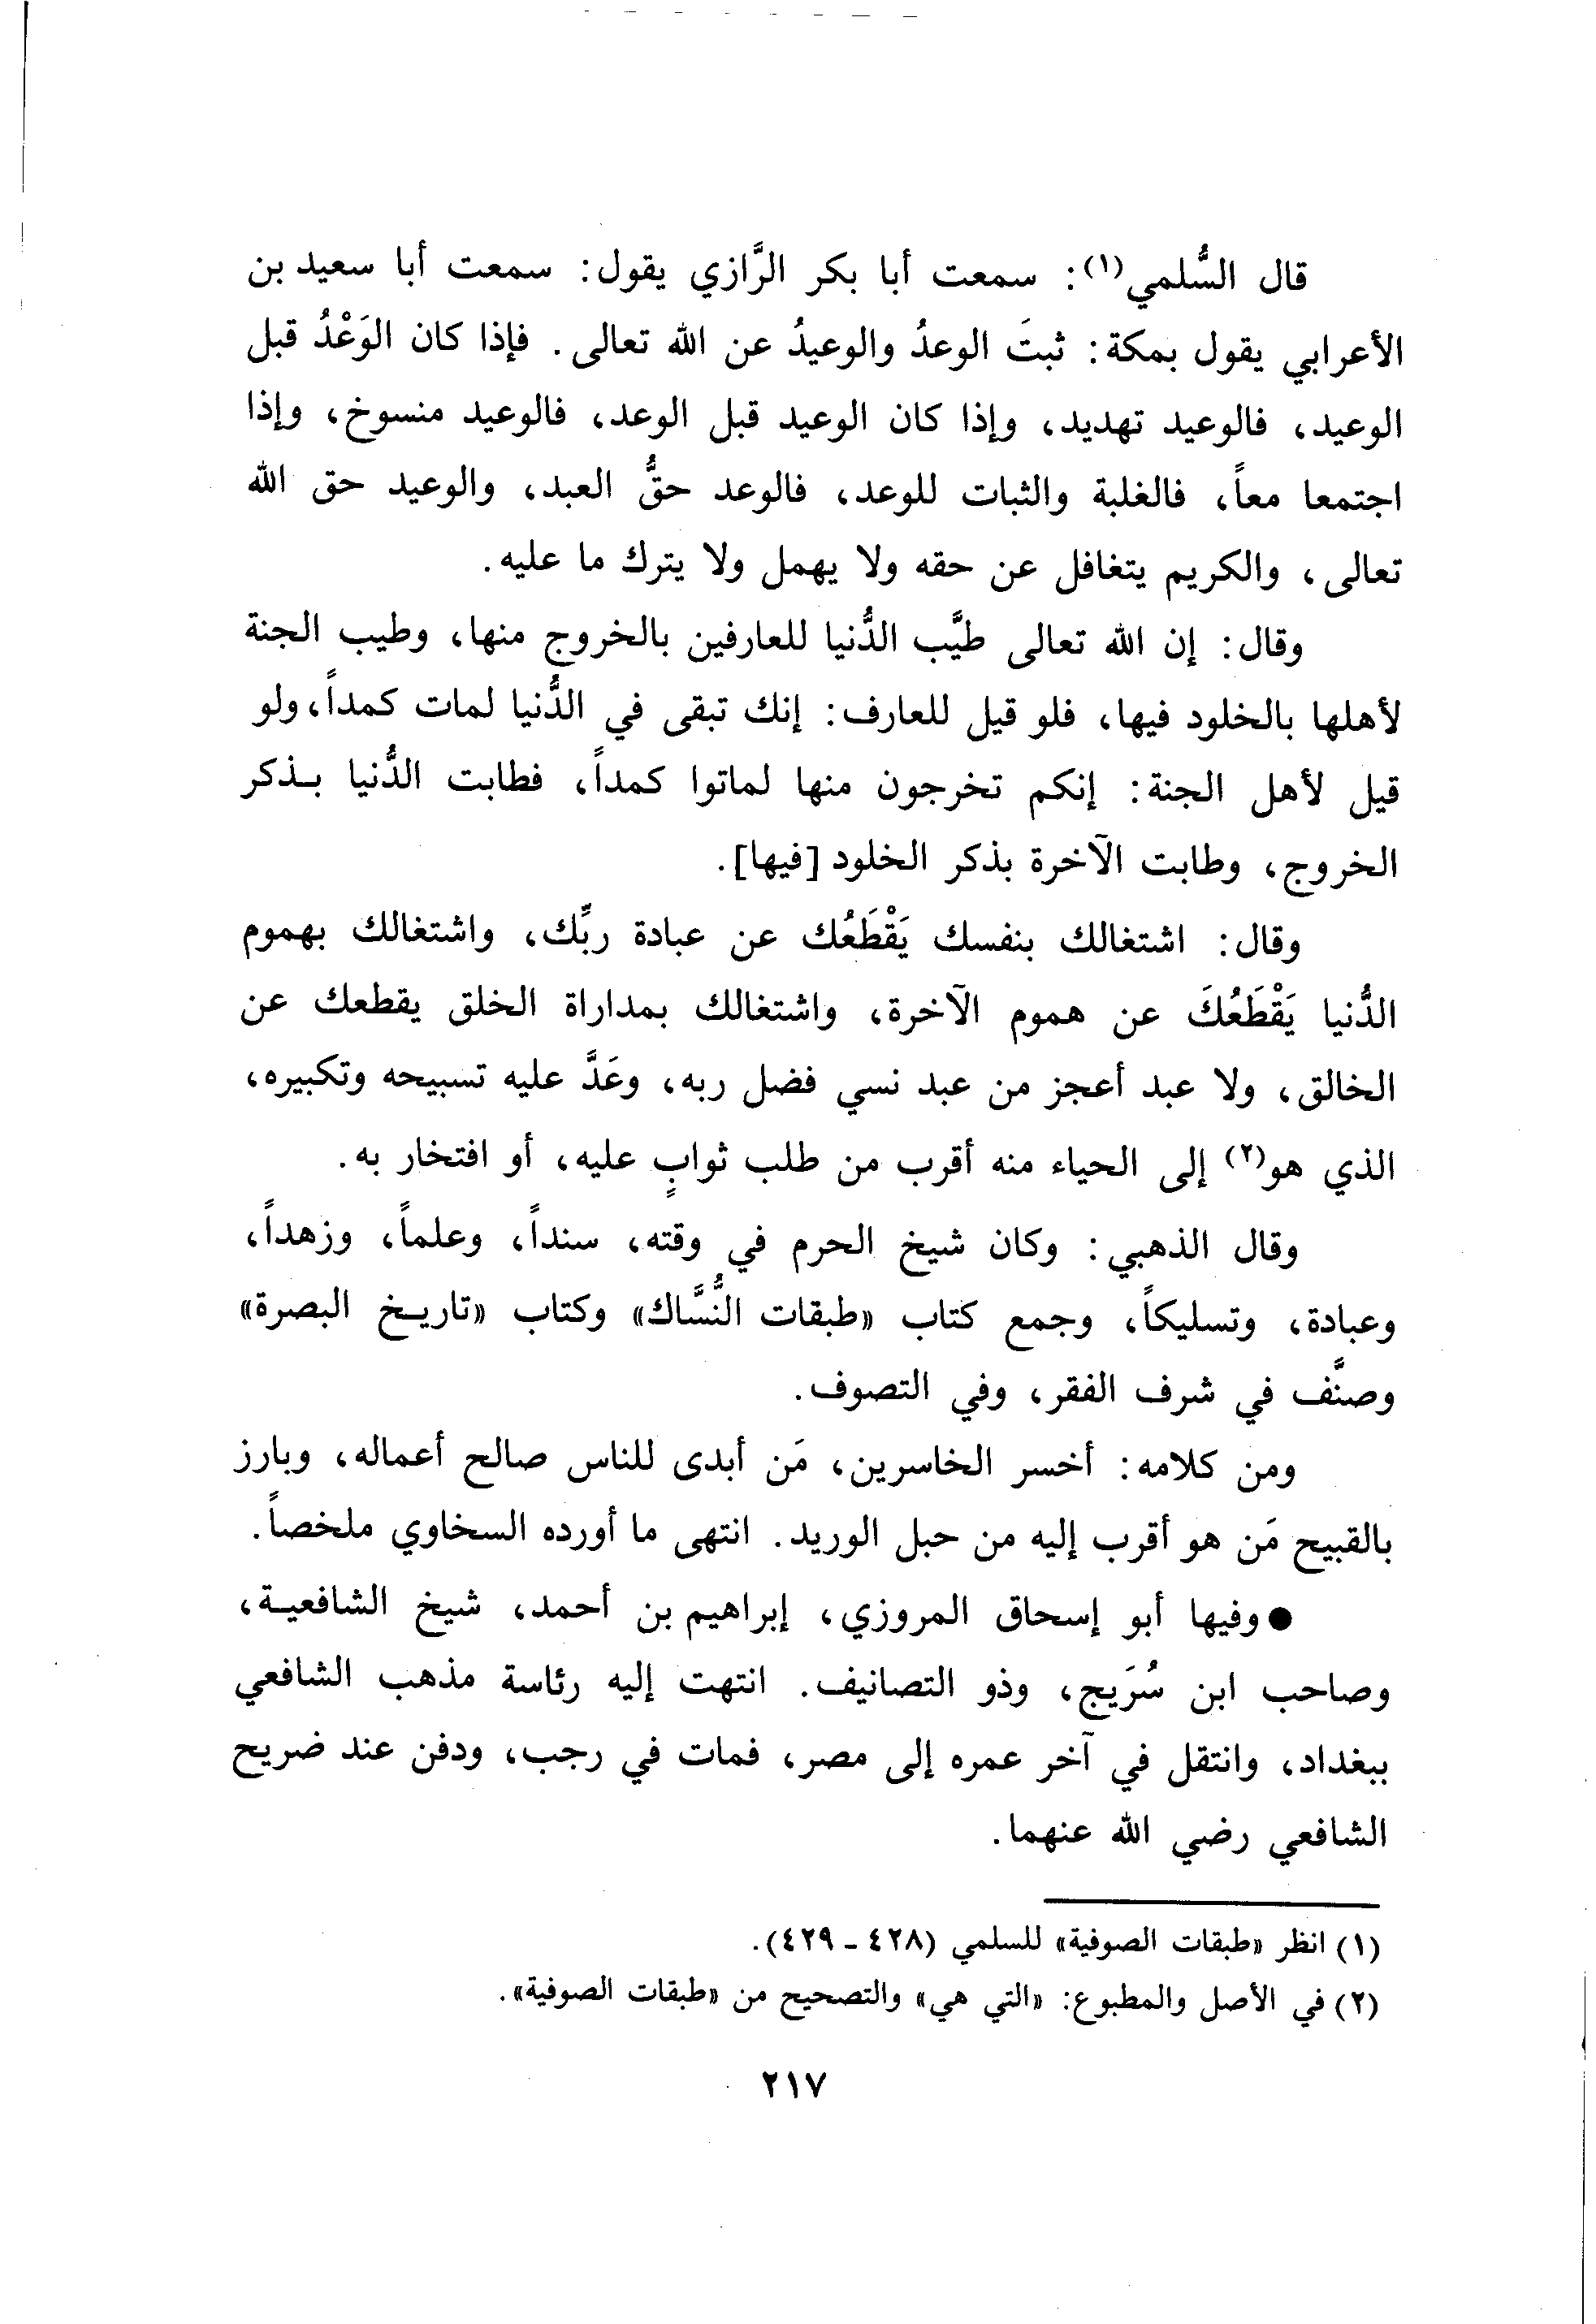 قال السُّلمي(١): سمعت أبا بكر الرَّازي يقول: سمعت أبا سعيد بن
الأعرابي يقول بمكة: ثبتَ الوعدُ والوعيدُ عن الله تعالى. فإذا كان الوَعْدُ قبل
الوعيد، فالوعيد تهديد، وإذا كان الوعيد قبل الوعد، فالوعيد منسوخ، وإذا
اجتمعا معاً، فالغلبة والثبات للوعد، فالوعد حقُّ العبد، والوعيد حق الله
تعالى، والكريم يتغافل عن حقه ولا يهمل ولا يترك ما عليه.
وقال: إن الله تعالى طيَّب الدُّنيا للعارفين بالخروج منها، وطيب الجنة
لأهلها بالخلود فيها، فلو قيل للعارف: إنك تبقى في الدُّنيا لمات كمداً، ولو
قيل لأهل الجنة: إنكم تخرجون منها لماتوا كمداً، فطابت الدُّنيا بـذكر
الخروج، وطابت الآخرة بذكر الخلود [فيها].
وقال: اشتغالك بنفسك يَقْطَعُك عن عبادة ربِّك، واشتغالك بهموم
الدُّنيا يَقْطَعُكَ عن هموم الآخرة، واشتغالك بمداراة الخلق يقطعك عن
الخالق، ولا عبد أعجز من عبد نسي فضل ربه، وعَدَّ عليه تسبيحه وتكبيره،
الذي هو(٢) إلى الحياء منه أقرب من طلب ثوابٍ عليه، أو افتخار به.
وقال الذهبي: وكان شيخ الحرم في وقته، سنداً، وعلماً، وزهداً،
وعبادة، وتسليكاً، وجمع كتاب «طبقات النُّسَّاك» وكتاب «تاريـخ البصرة»
وصنَّف في شرف الفقر، وفي التصوف.
ومن كلامه: أخسر الخاسرين، مَن أبدى للناس صالح أعماله، وبارز
بالقبيح مَن هو أقرب إليه من حبل الوريد. انتهى ما أورده السخاوي ملخصاً.
● وفيها أبو إسحاق المروزي، إبراهيم بن أحمد، شيخ الشافعيـة،
وصاحب ابن سُرَيج، وذو التصانيف. انتهت إليه رئاسة مذهب الشافعي
ببغداد، وانتقل في آخر عمره إلى مصر، فمات في رجب، ودفن عند ضريح
الشافعي رضي الله عنهما.
(١) انظر «طبقات الصوفية» للسلمي (٤٢٨ - ٤٢٩).
(٢) في الأصل والمطبوع: «التي هي» والتصحيح من «طبقات الصوفية».
٢١٧